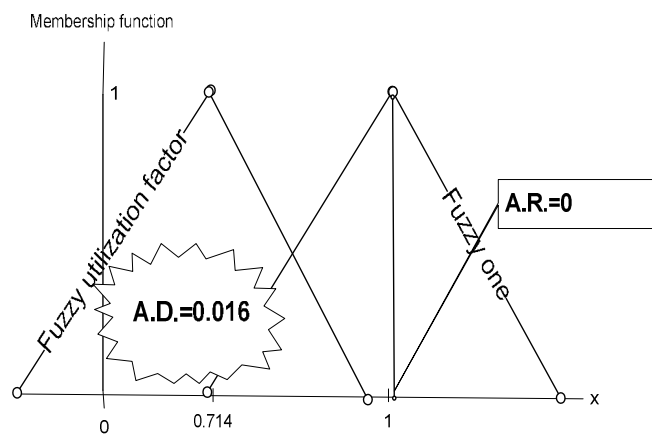 Membership function
1
Fuzzy utilization factor
Fuzzy one
A.R.=0
A.D.=0.016
x
0
0.714
1